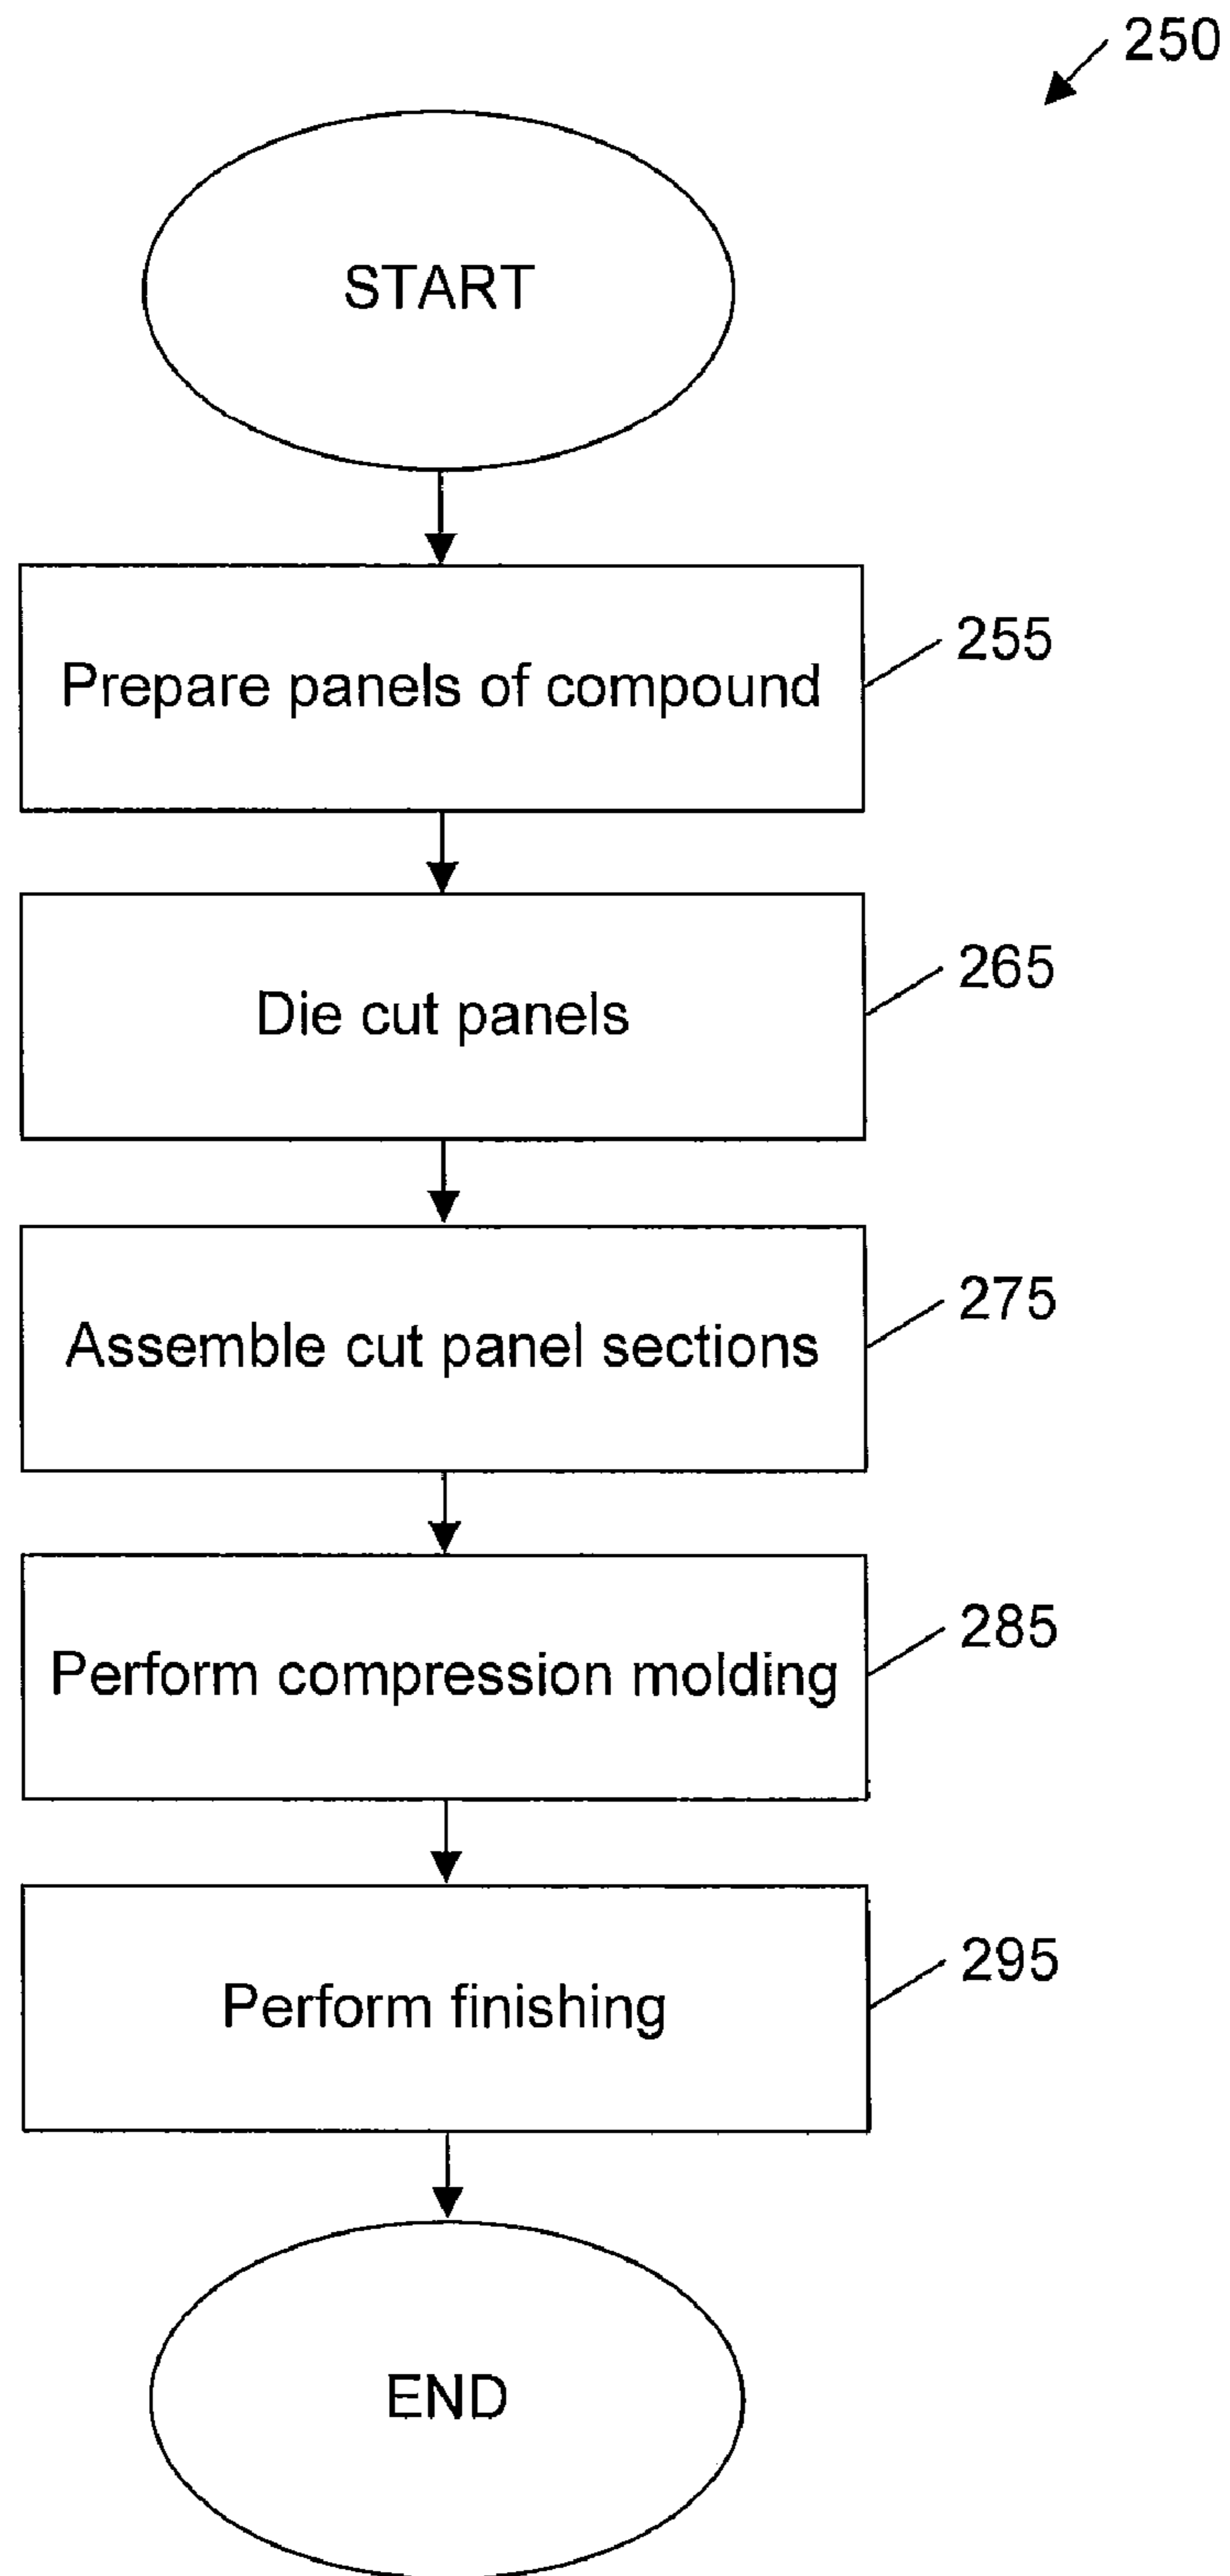 250
START
Prepare panels of compound
255
Die cut panels
265
Assemble cut panel sections
275
Perform compression molding
285
Perform finishing
295
END